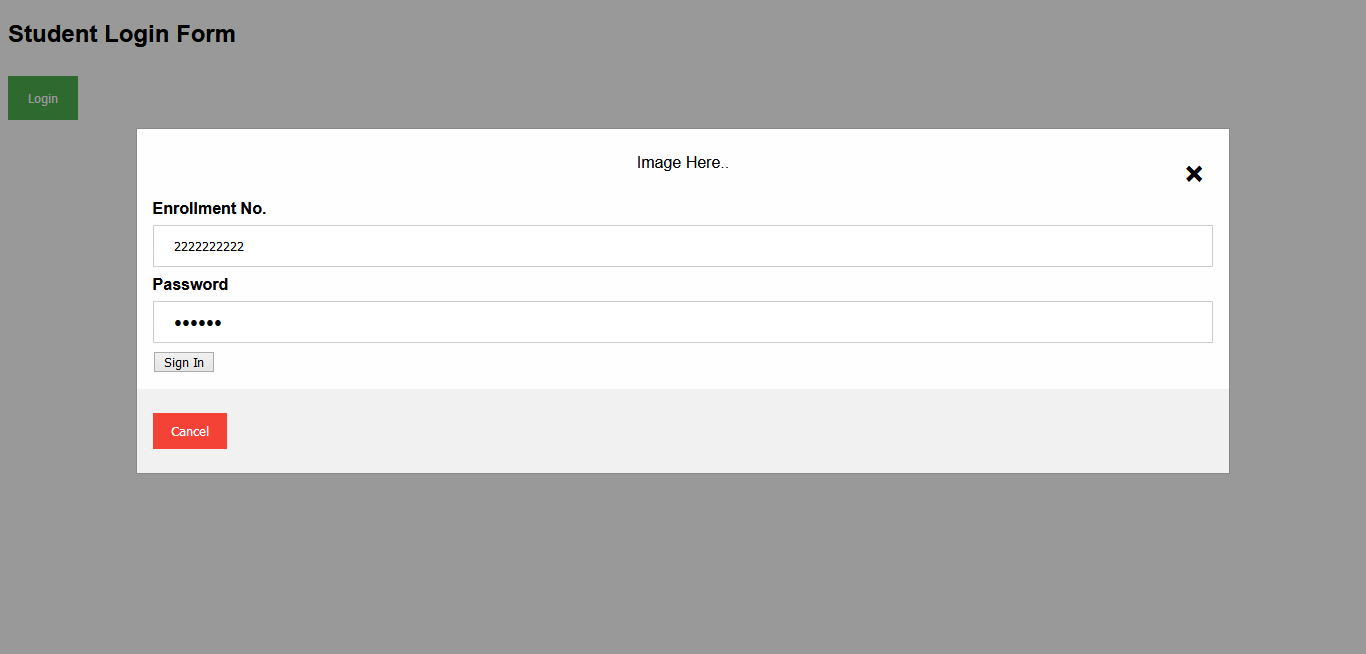 Student Login Form
Login
Image Here..
×
Enrollment No.
2222222222
Password
••••••
Sign In
Cancel